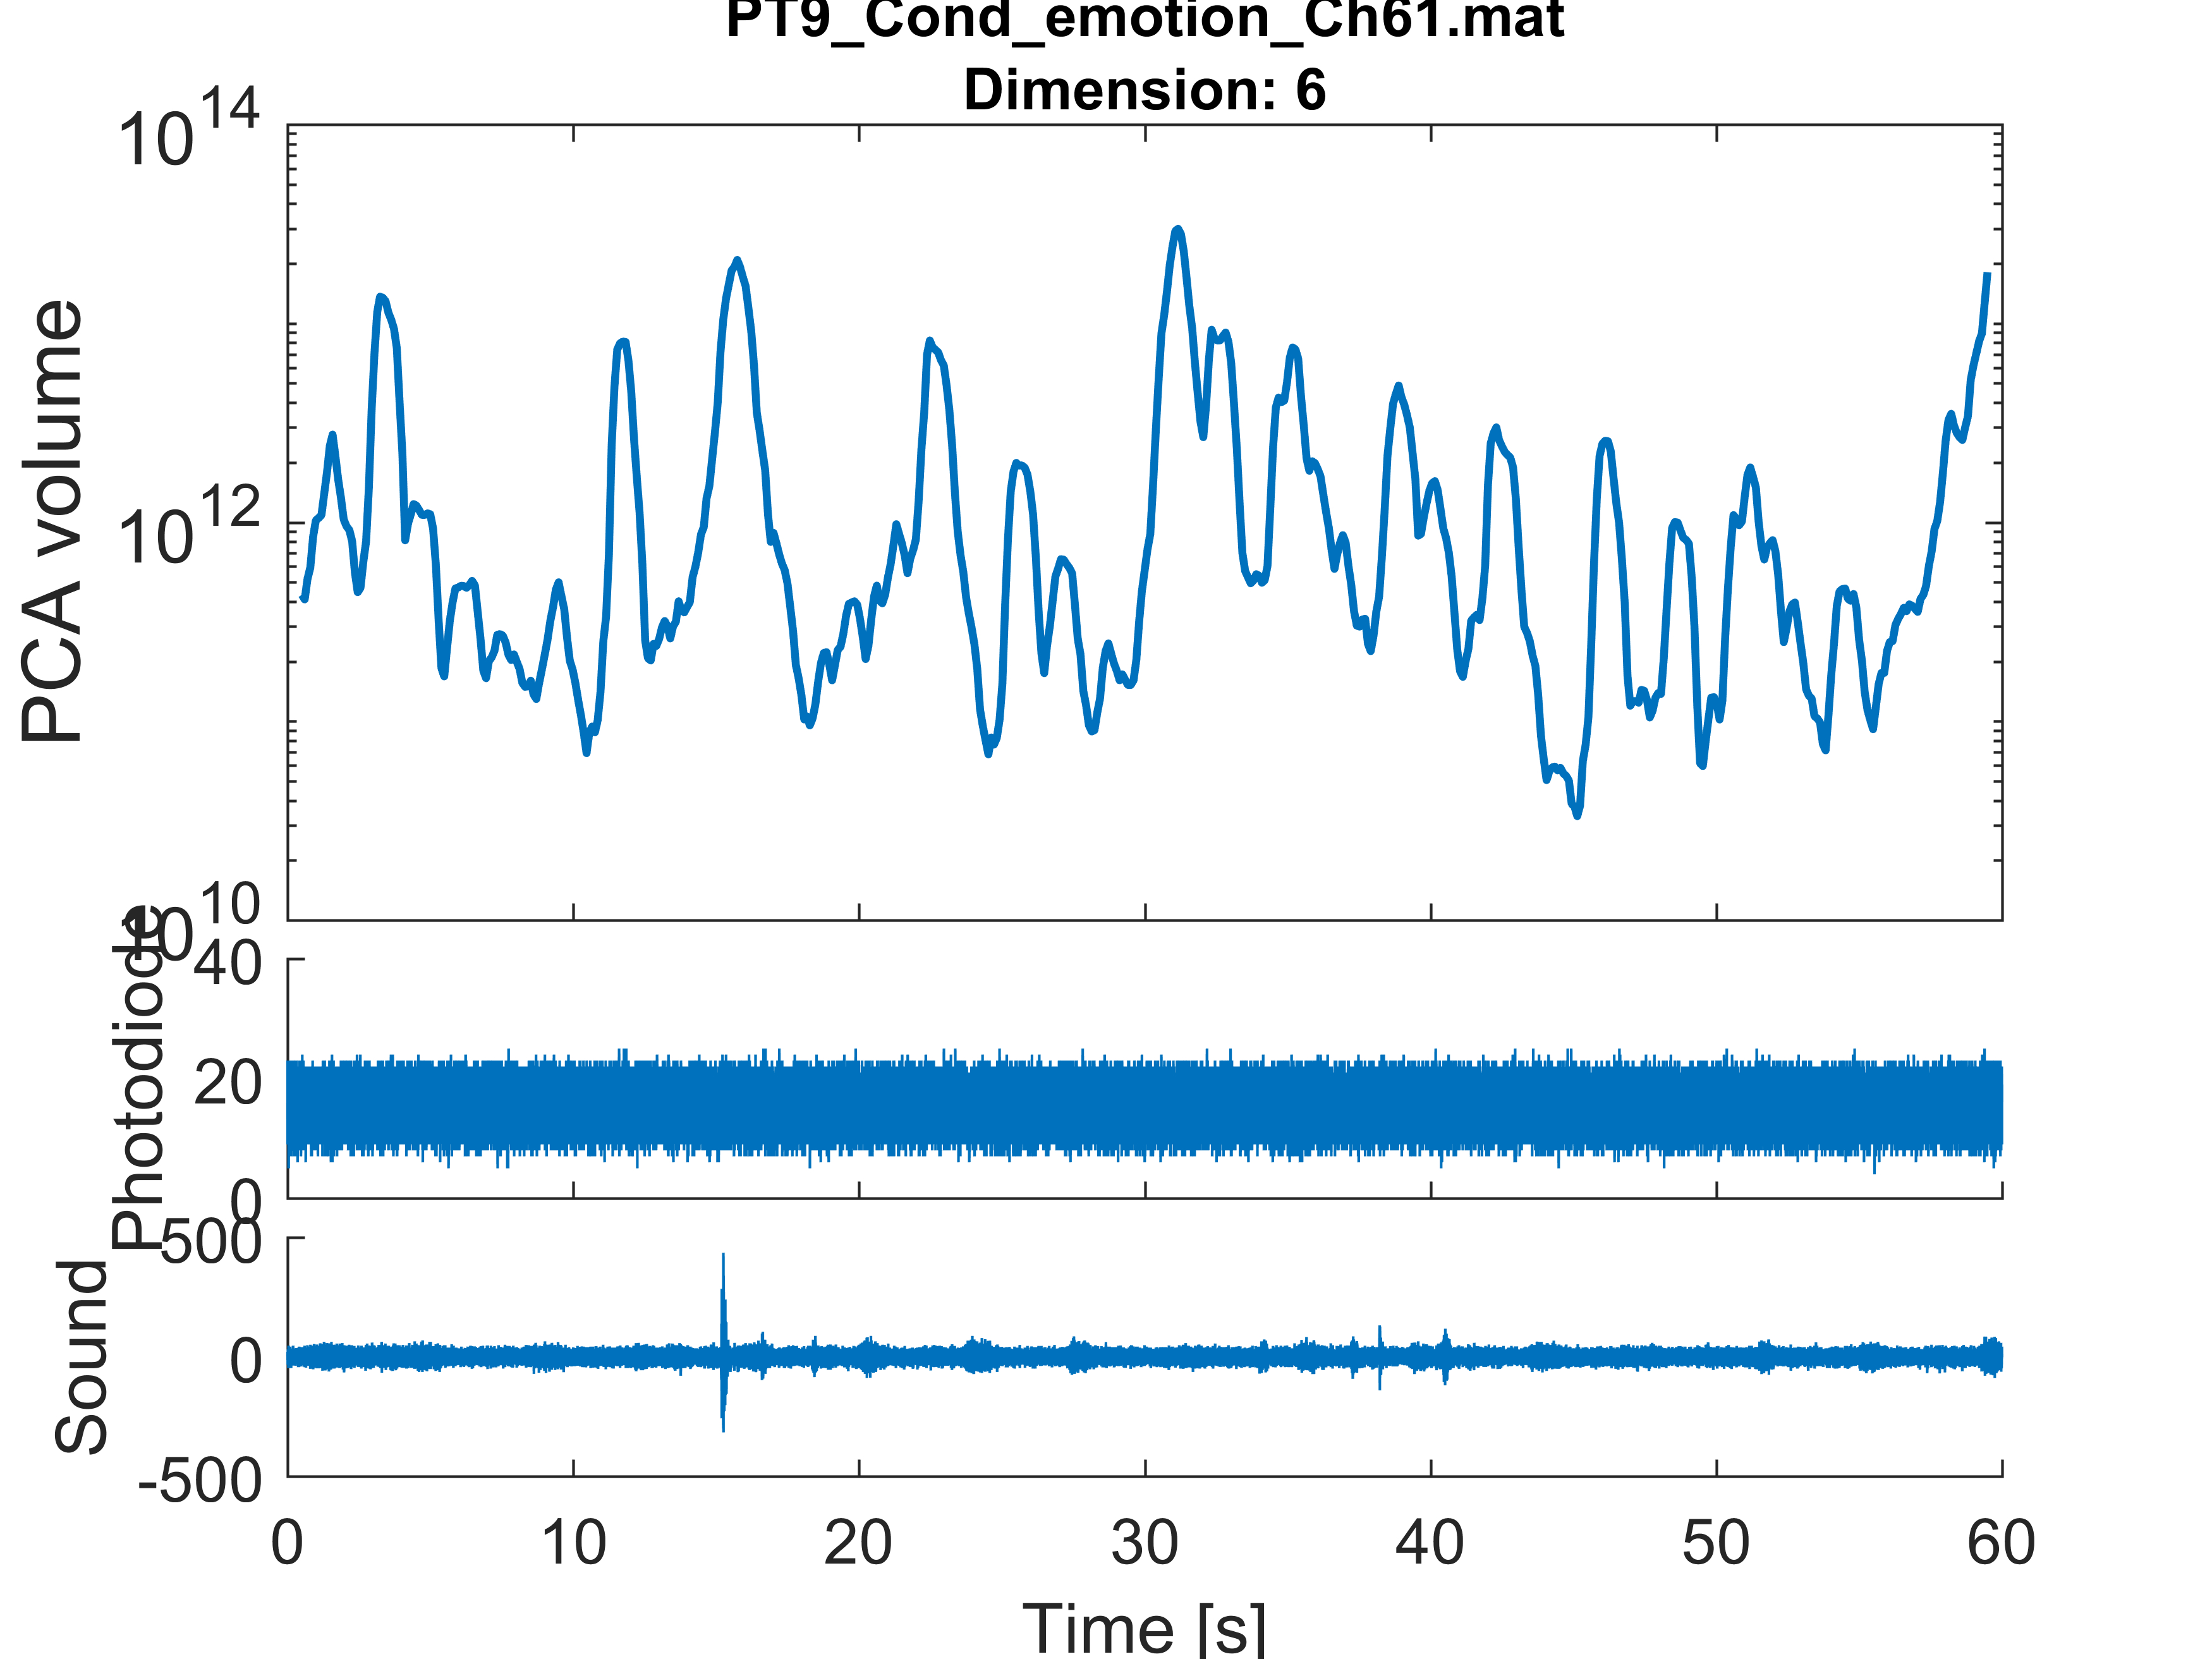 PT9_Cond_emotion_Ch61.mat
Dimension: 6
PCA volume
10^14
10^12
10^10
Photodiode
40
20
0
Sound
500
0
-500
0 10 20 30 40 50 60
Time [s]